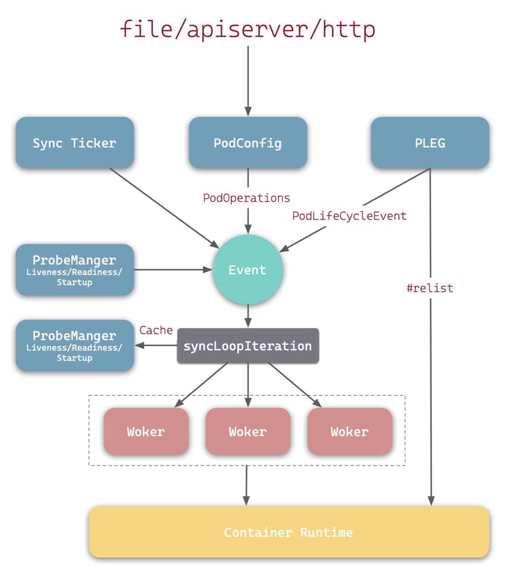 file/apiserver/http
Sync Ticker
PodConfig
PLEG
PodOperations
PodLifeCycleEvent
ProbeManger
Liveness/Readiness/
Startup
Event
#relist
ProbeManger
Liveness/Readiness/
Startup
Cache
syncLoopIteration
Woker
Woker
Woker
Container Runtime